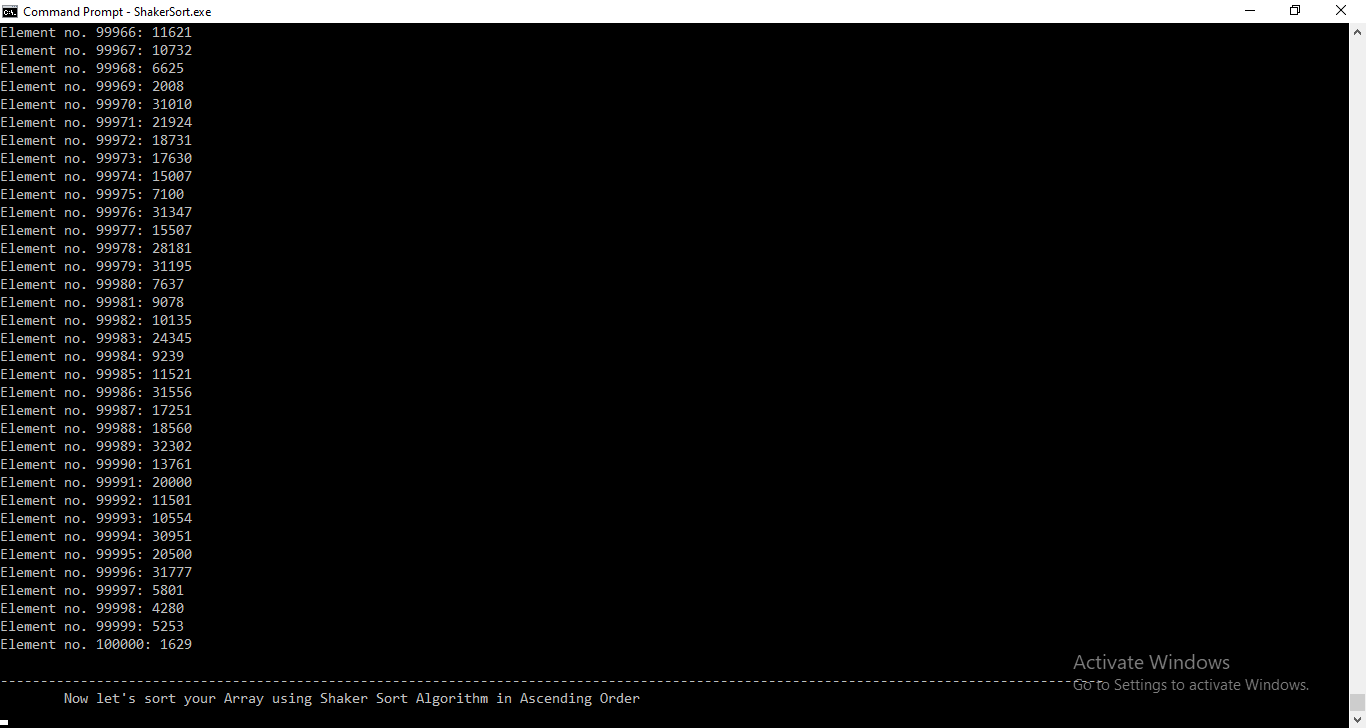 Command Prompt - ShakerSort.exe
Element no. 99966: 11621
Element no. 99967: 10732
Element no. 99968: 6625
Element no. 99969: 2008
Element no. 99970: 31010
Element no. 99971: 21924
Element no. 99972: 18731
Element no. 99973: 17630
Element no. 99974: 15007
Element no. 99975: 7100
Element no. 99976: 31347
Element no. 99977: 15507
Element no. 99978: 28181
Element no. 99979: 31195
Element no. 99980: 7637
Element no. 99981: 9078
Element no. 99982: 10135
Element no. 99983: 24345
Element no. 99984: 9239
Element no. 99985: 11521
Element no. 99986: 31556
Element no. 99987: 17251
Element no. 99988: 18560
Element no. 99989: 32302
Element no. 99990: 13761
Element no. 99991: 20000
Element no. 99992: 11501
Element no. 99993: 10554
Element no. 99994: 30951
Element no. 99995: 20500
Element no. 99996: 31777
Element no. 99997: 5801
Element no. 99998: 4280
Element no. 99999: 5253
Element no. 100000: 1629
Now let's sort your Array using Shaker Sort Algorithm in Ascending Order
Activate Windows
Go to Settings to activate Windows.